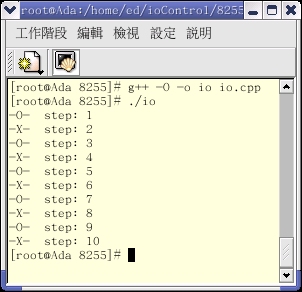 root@Ada:/home/ed/ioControl/8255
工作階段 編輯 檢視 設定 説明
[root@Ada 8255]# g++ -O -o io io.cpp
[root@Ada 8255]# ./io
-O- step: 1
-X- step: 2
-O- step: 3
-X- step: 4
-O- step: 5
-X- step: 6
-O- step: 7
-X- step: 8
-O- step: 9
-X- step: 10
[root@Ada 8255]#